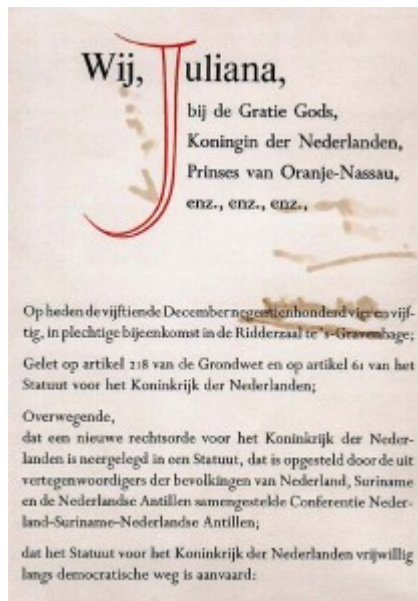 Wij, Juliana,
bij de Gratie Gods,
Koningin der Nederlanden,
Prinses van Oranje-Nassau,
enz., enz., enz.,
Op heden de vijftiende December negentienhonderd vier en vijf-
tig, in plechtige bijeenkomst in de Ridderzaal te 's-Gravenhage;
Gelet op artikel 218 van de Grondwet en op artikel 61 van het
Statuut voor het Koninkrijk der Nederlanden;
Overwegende,
dat een nieuwe rechtsorde voor het Koninkrijk der Neder-
landen is neergelegd in een Statuut, dat is opgesteld door de uit
vertegenwoordigers der bevolkingen van Nederland, Suriname
en de Nederlandse Antillen samengestelde Conferentie Neder-
land-Suriname-Nederlandse Antillen;
dat het Statuut voor het Koninkrijk der Nederlanden vrijwillig
langs democratische weg is aanvaard: